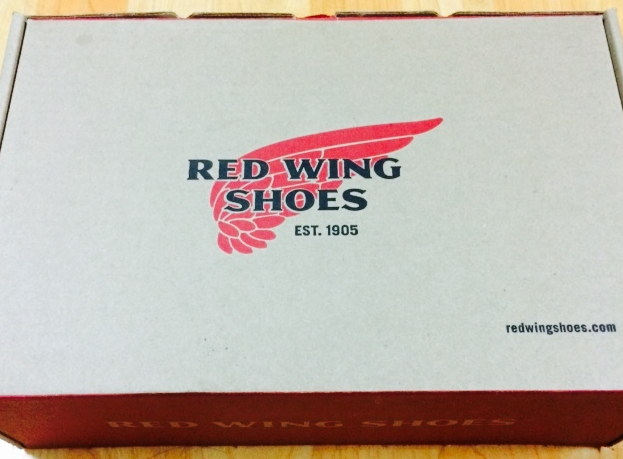 RED WING
SHOES
EST. 1905
redwingshoes.com
RED WING SHOES